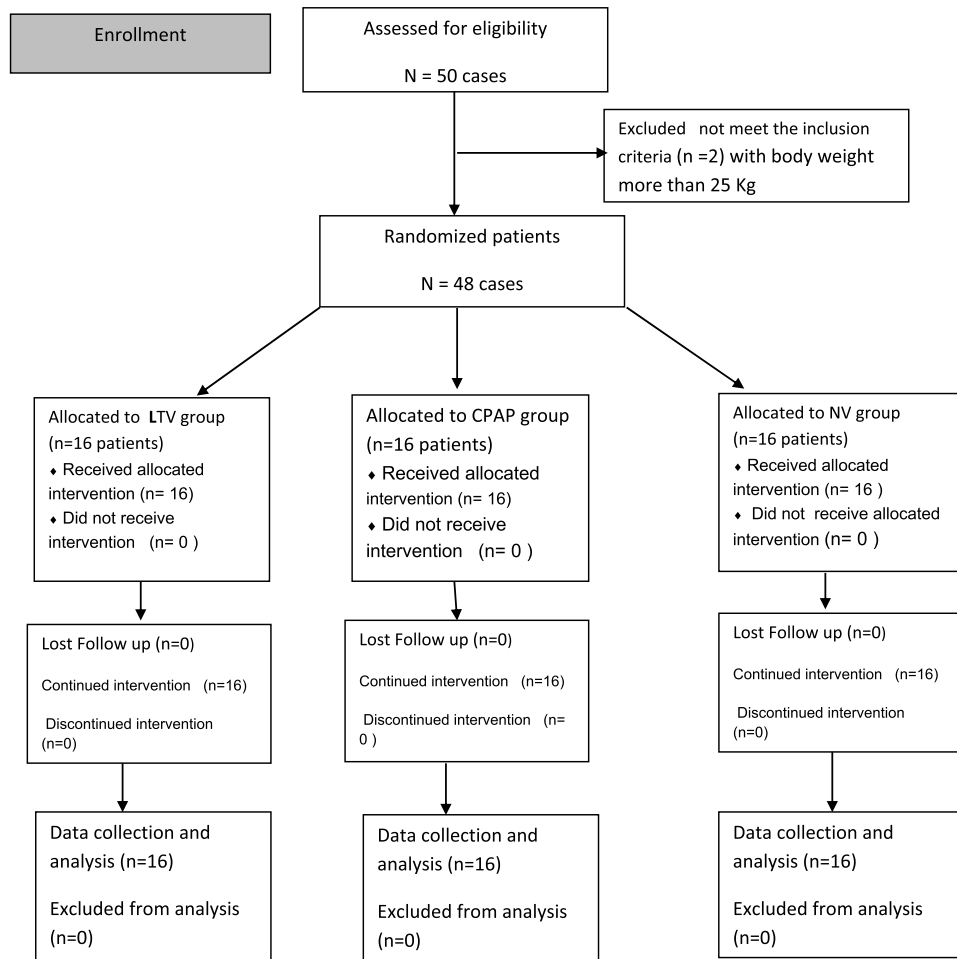 Enrollment
Assessed for eligibility
N = 50 cases
Excluded not meet the inclusion
criteria (n =2) with body weight
more than 25 Kg
Randomized patients
N = 48 cases
Allocated to LTV group
(n=16 patients)
♦ Received allocated
intervention (n= 16)
♦ Did not receive
intervention (n= 0 )
Allocated to CPAP group
(n=16 patients)
♦ Received allocated
intervention (n= 16)
♦ Did not receive
intervention (n= 0 )
Allocated to NV group
(n=16 patients)
♦ Received allocated
intervention (n= 16 )
♦ Did not receive allocated
intervention (n= 0 )
Lost Follow up (n=0)
Continued intervention (n=16)
Discontinued intervention
(n=0)
Lost Follow up (n=0)
Continued intervention (n=16)
Discontinued intervention (n=
0 )
Lost Follow up (n=0)
Continued intervention (n=16)
Discontinued intervention
(n=0)
Data collection and
analysis (n=16)
Excluded from analysis
(n=0)
Data collection and
analysis (n=16)
Excluded from analysis
(n=0)
Data collection and
analysis (n=16)
Excluded from analysis
(n=0)